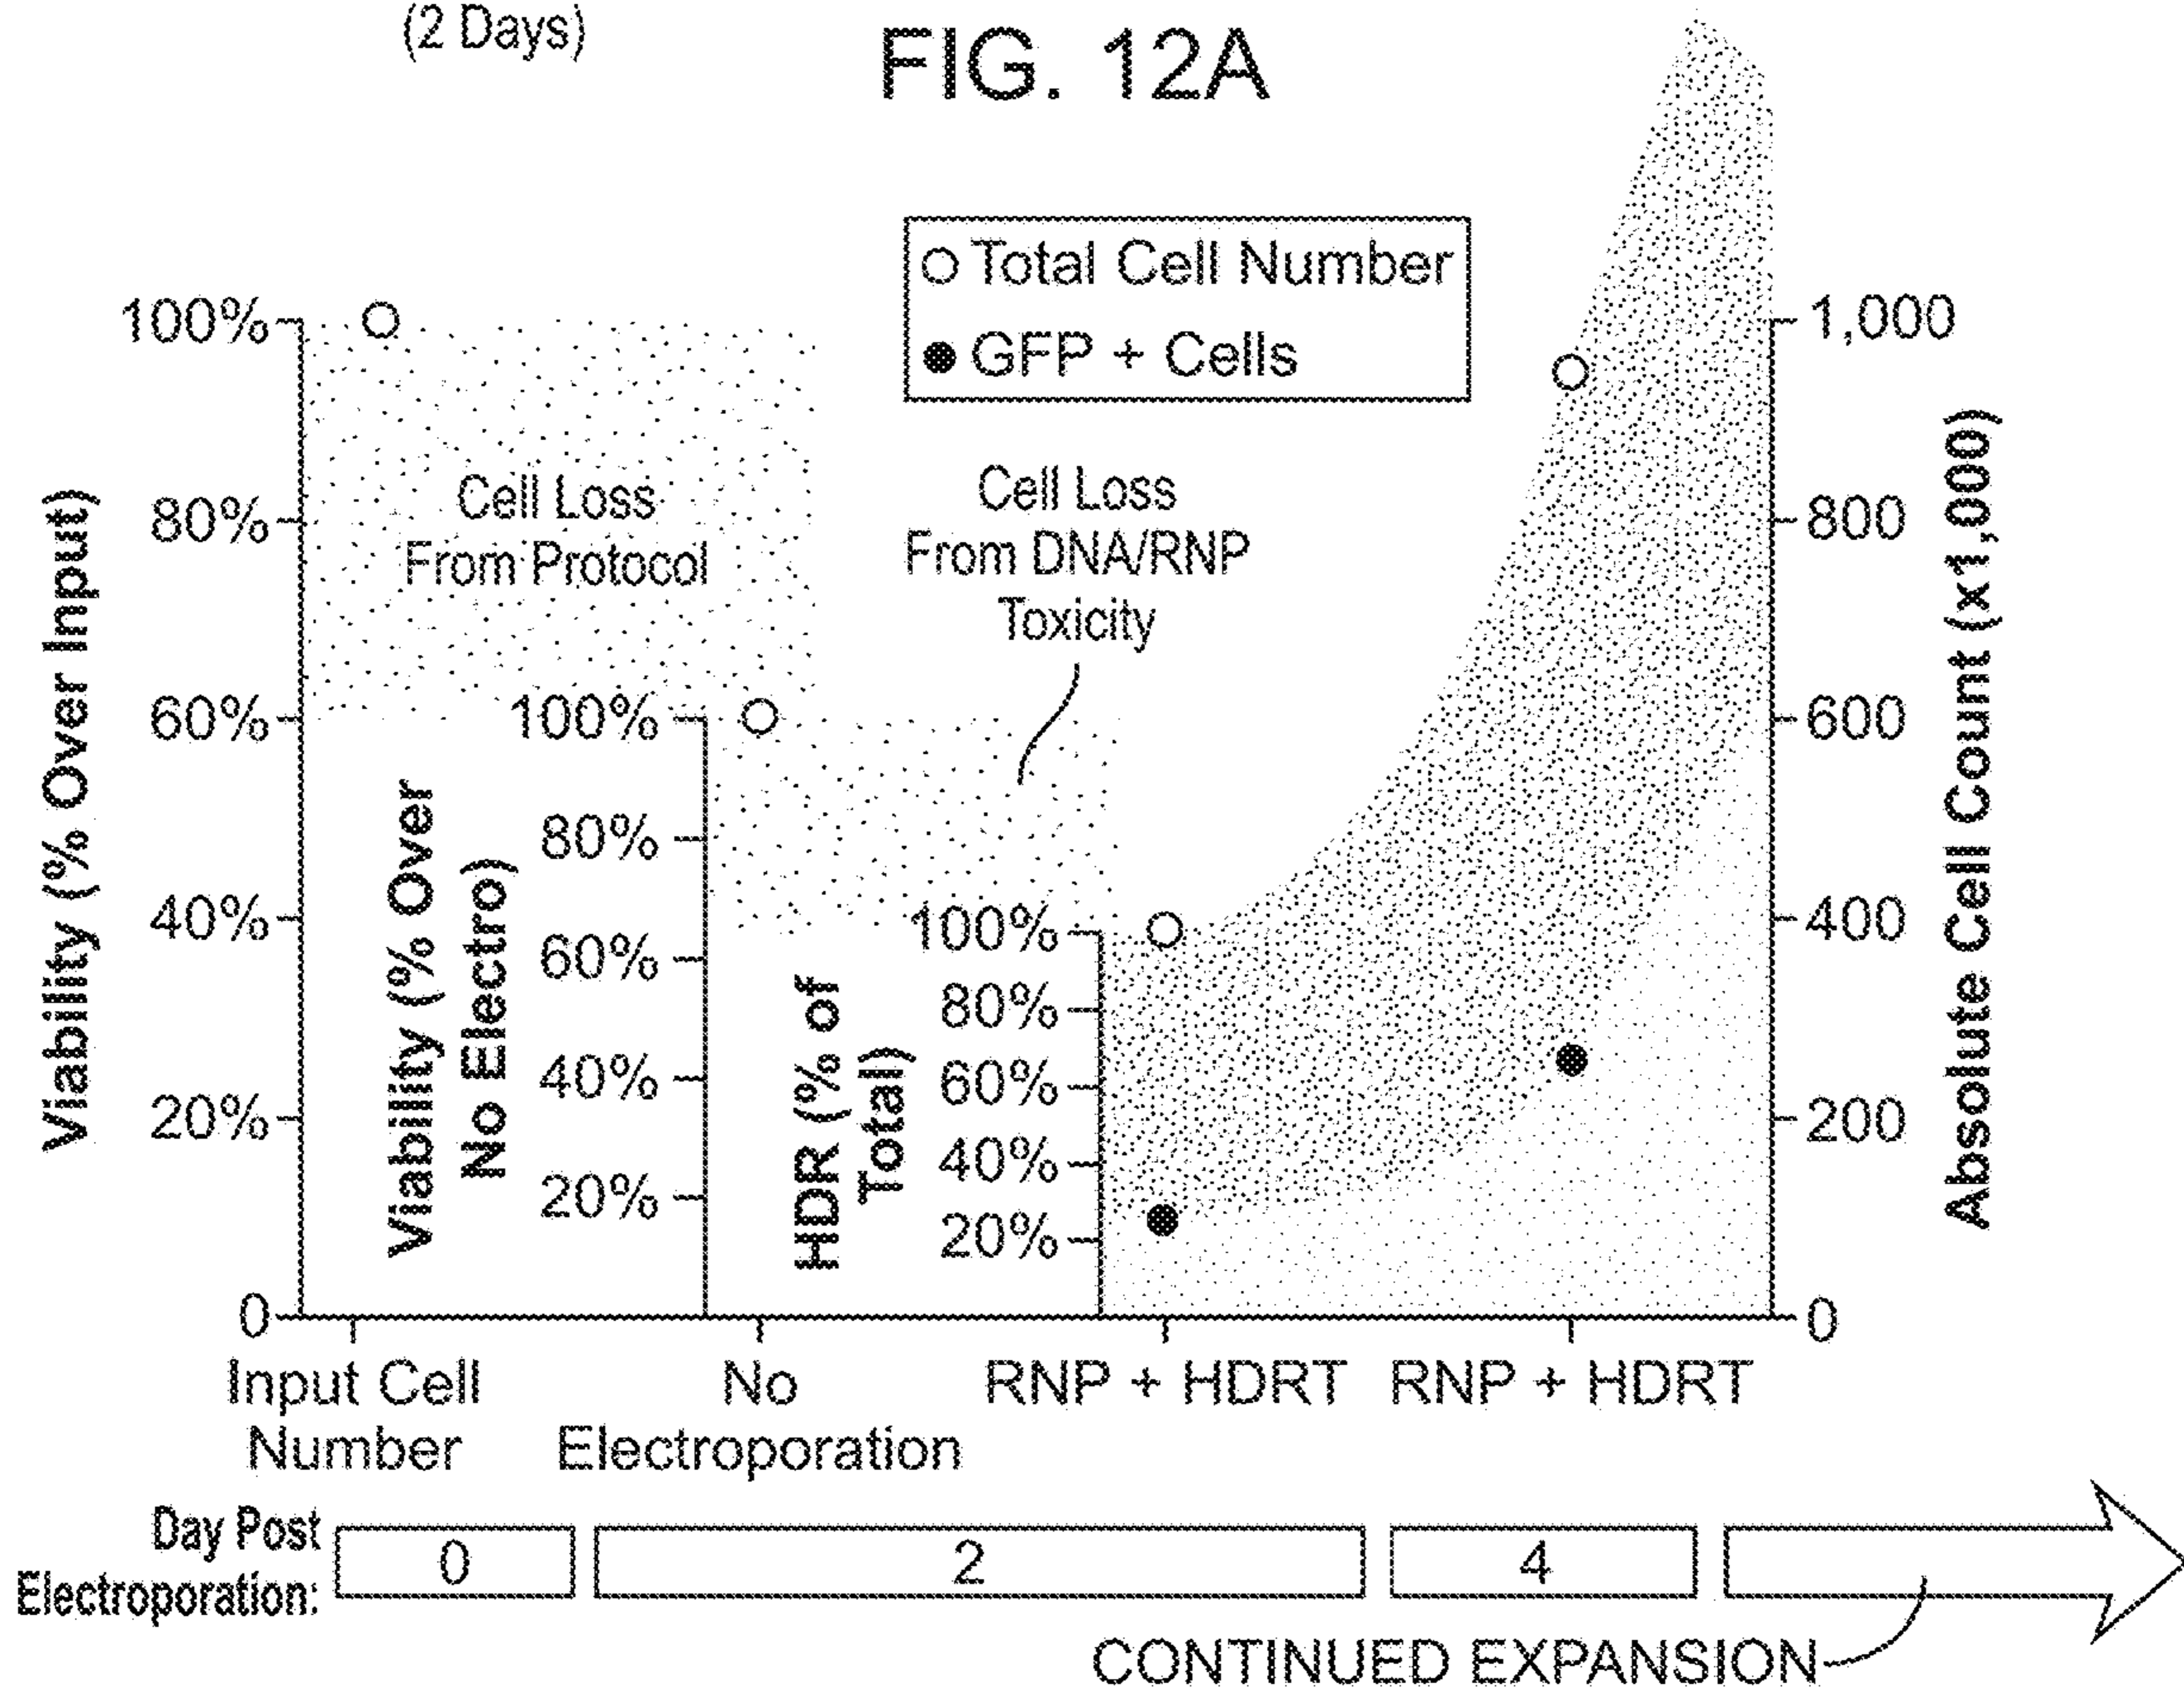 (2 Days)
FIG. 12A
Total Cell Number
GFP + Cells
Viability (% Over Input)
100%
80%
60%
40%
20%
0
Cell Loss
From Protocol
Cell Loss
From DNA/RNP
Toxicity
Viability (% Over
No Electro)
100%
80%
60%
40%
20%
HDR (% of
Total)
100%
80%
60%
40%
20%
1,000
800
600
400
200
0
Absolute Cell Count (x1,000)
Input Cell
Number
No
Electroporation
RNP + HDRT
RNP + HDRT
Day Post
Electroporation:
0
2
4
CONTINUED EXPANSION